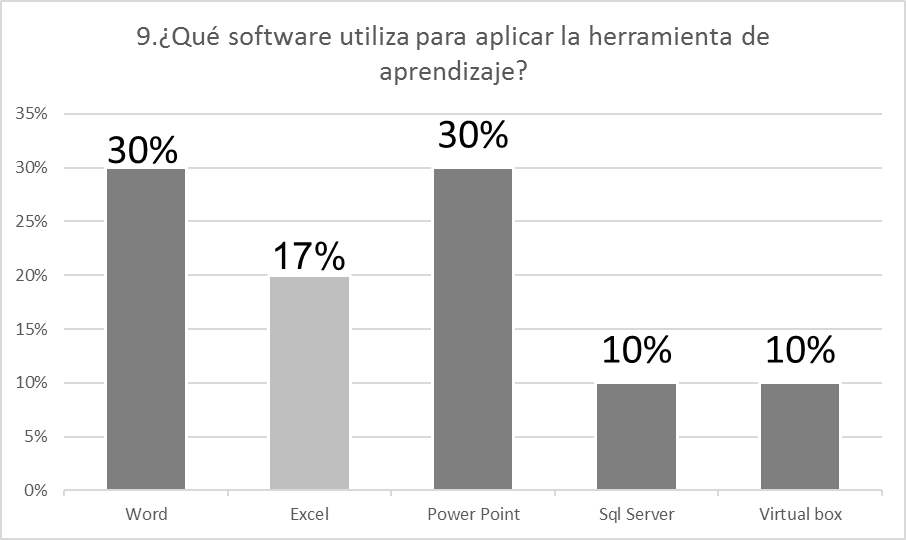 9.¿Qué software utiliza para aplicar la herramienta de
aprendizaje?
35%
30%
25%
20%
15%
10%
5%
0%
30%
17%
30%
10%
10%
Word
Excel
Power Point
Sql Server
Virtual box